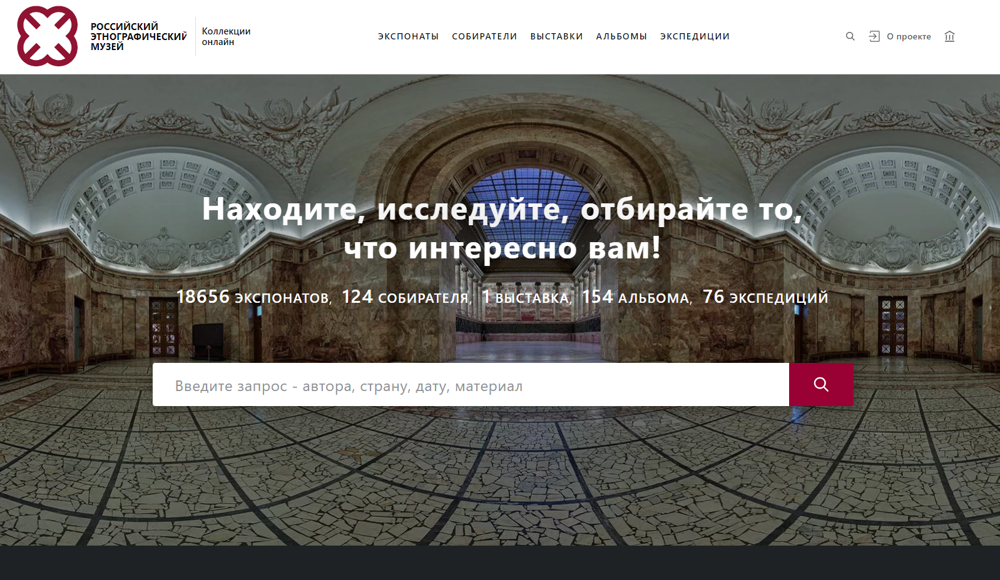 РОССИЙСКИЙ
ЭТНОГРАФИЧЕСКИЙ
МУЗЕЙ
Коллекции
онлайн
ЭКСПОНАТЫ СОБИРАТЕЛИ ВЫСТАВКИ АЛЬБОМЫ ЭКСПЕДИЦИИ
О проекте
Находите, исследуйте, отбирайте то,
что интересно вам!
18656 ЭКСПОНАТОВ, 124 СОБИРАТЕЛЯ, 1 ВЫСТАВКА, 154 АЛЬБОМА, 76 ЭКСПЕДИЦИЙ
Введите запрос - автора, страну, дату, материал